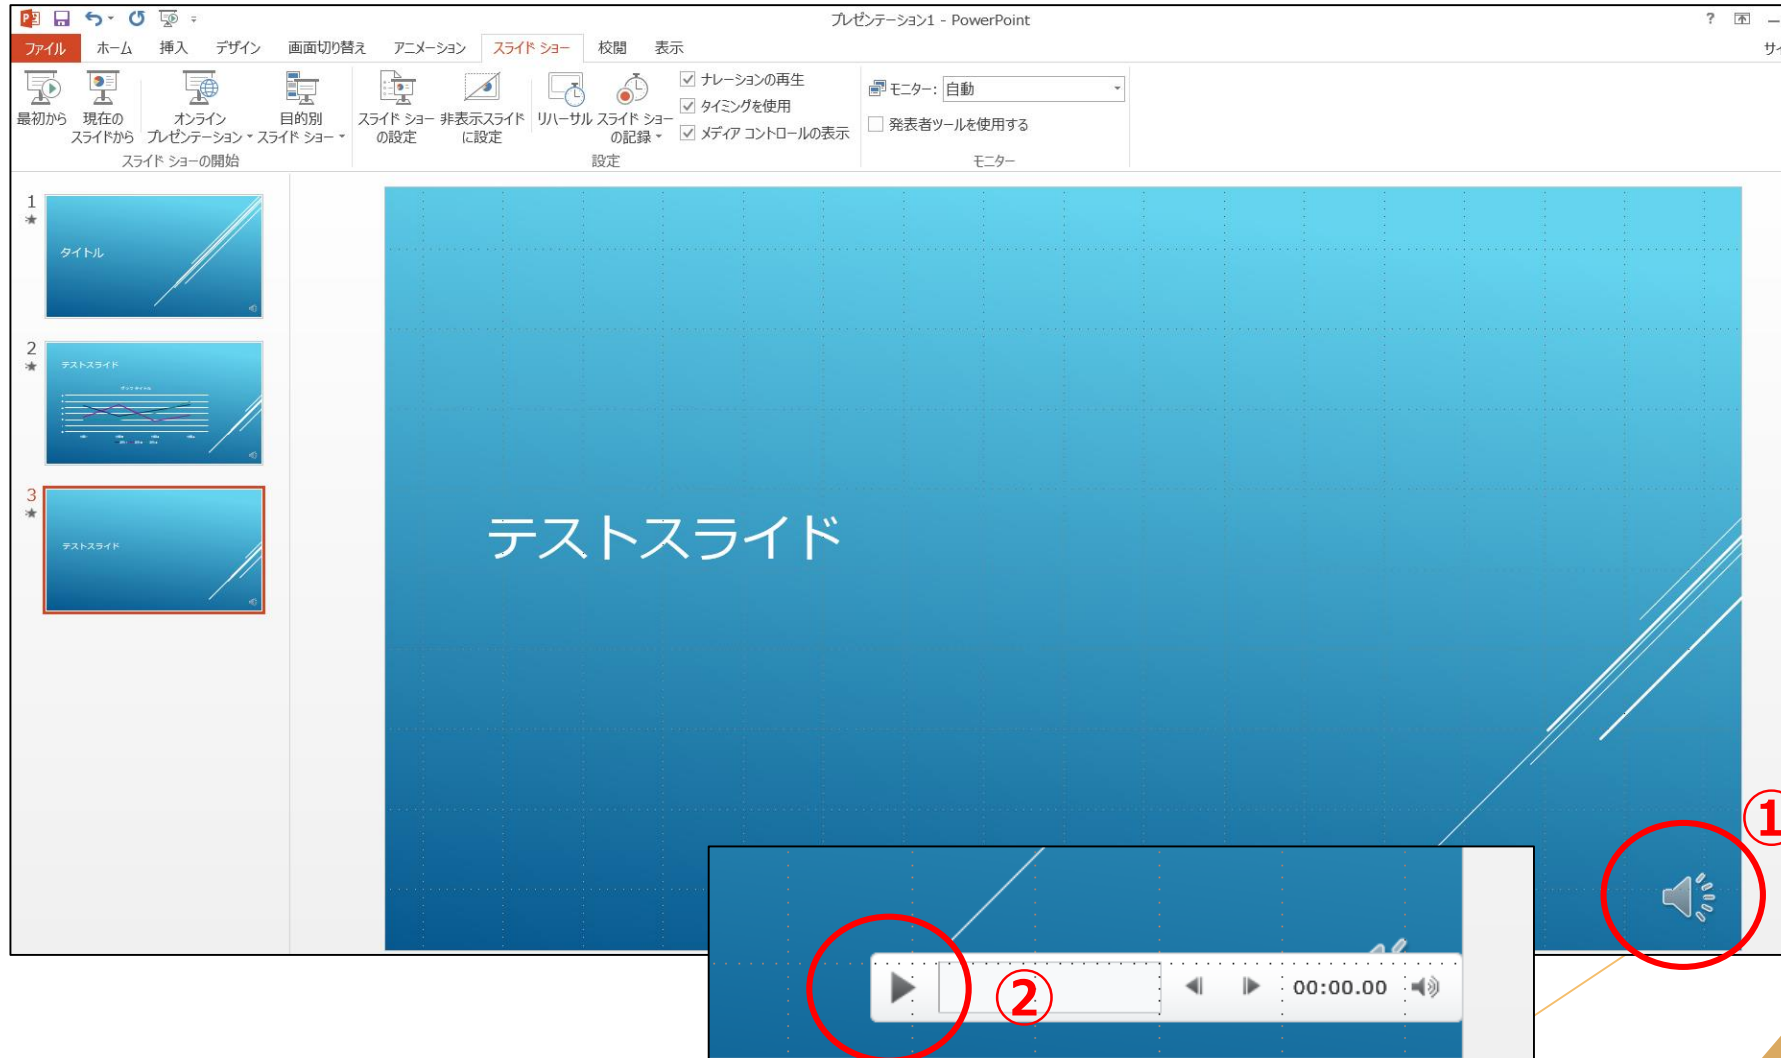 プレゼンテーション1 - PowerPoint
?
ファイル ホーム 挿入 デザイン 画面切り替え アニメーション スライド ショー 校閲 表示
サイ
最初から
現在の
スライドから
オンライン
プレゼンテーション
目的別
スライド ショー
スライド ショー
の設定
非表示スライド
に設定
リハーサル
スライド ショー
の記録
ナレーションの再生
タイミングを使用
メディア コントロールの表示
モニター: 自動
発表者ツールを使用する
スライド ショーの開始
設定
モニター
1
タイトル
2
テストスライド
3
テストスライド
テストスライド
①
②
00:00.00